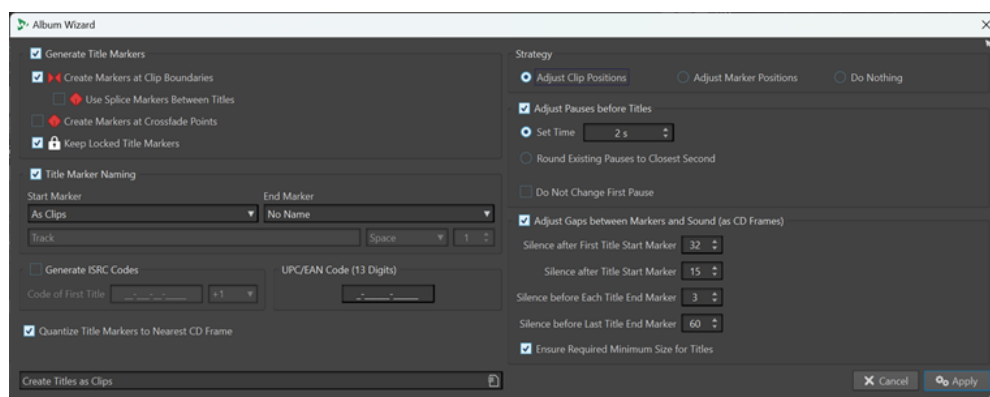 Album Wizard
Generate Title Markers
Create Markers at Clip Boundaries
Use Splice Markers Between Titles
Create Markers at Crossfade Points
Keep Locked Title Markers
Title Marker Naming
Start Marker
End Marker
As Clips
No Name
Track
Space
1
Generate ISRC Codes
Code of First Title
_-_-_-____
+1
UPC/EAN Code (13 Digits)
Quantize Title Markers to Nearest CD Frame
Create Titles as Clips
Strategy
Adjust Clip Positions
Adjust Marker Positions
Do Nothing
Adjust Pauses before Titles
Set Time
2 s
Round Existing Pauses to Closest Second
Do Not Change First Pause
Adjust Gaps between Markers and Sound (as CD Frames)
Silence after First Title Start Marker 32
Silence after Title Start Marker 15
Silence before Each Title End Marker 3
Silence before Last Title End Marker 60
Ensure Required Minimum Size for Titles
Cancel
Apply